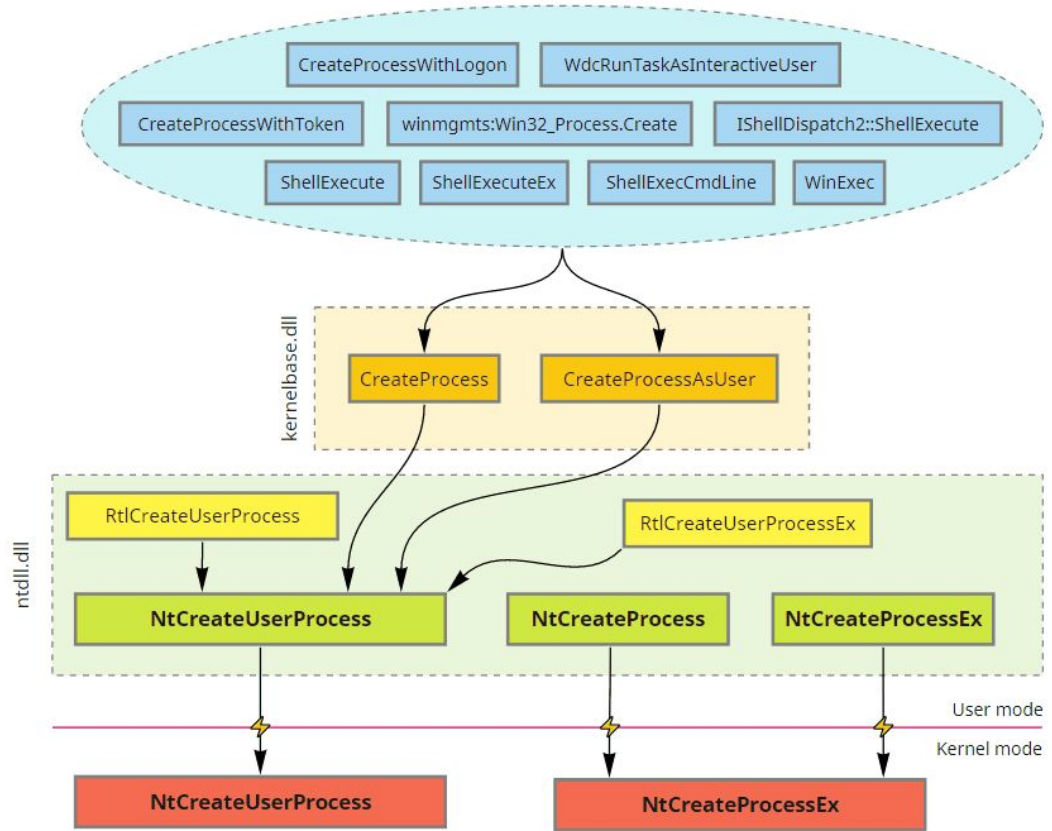 CreateProcessWithLogon
WdcRunTaskAsInteractiveUser
CreateProcessWithToken
winmgmts:Win32_Process.Create
IShellDispatch2::ShellExecute
ShellExecute
ShellExecuteEx
ShellExecCmdLine
WinExec
kernelbase.dll
CreateProcess
CreateProcessAsUser
ntdll.dll
RtlCreateUserProcess
RtlCreateUserProcessEx
NtCreateUserProcess
NtCreateProcess
NtCreateProcessEx
User mode
Kernel mode
NtCreateUserProcess
NtCreateProcessEx